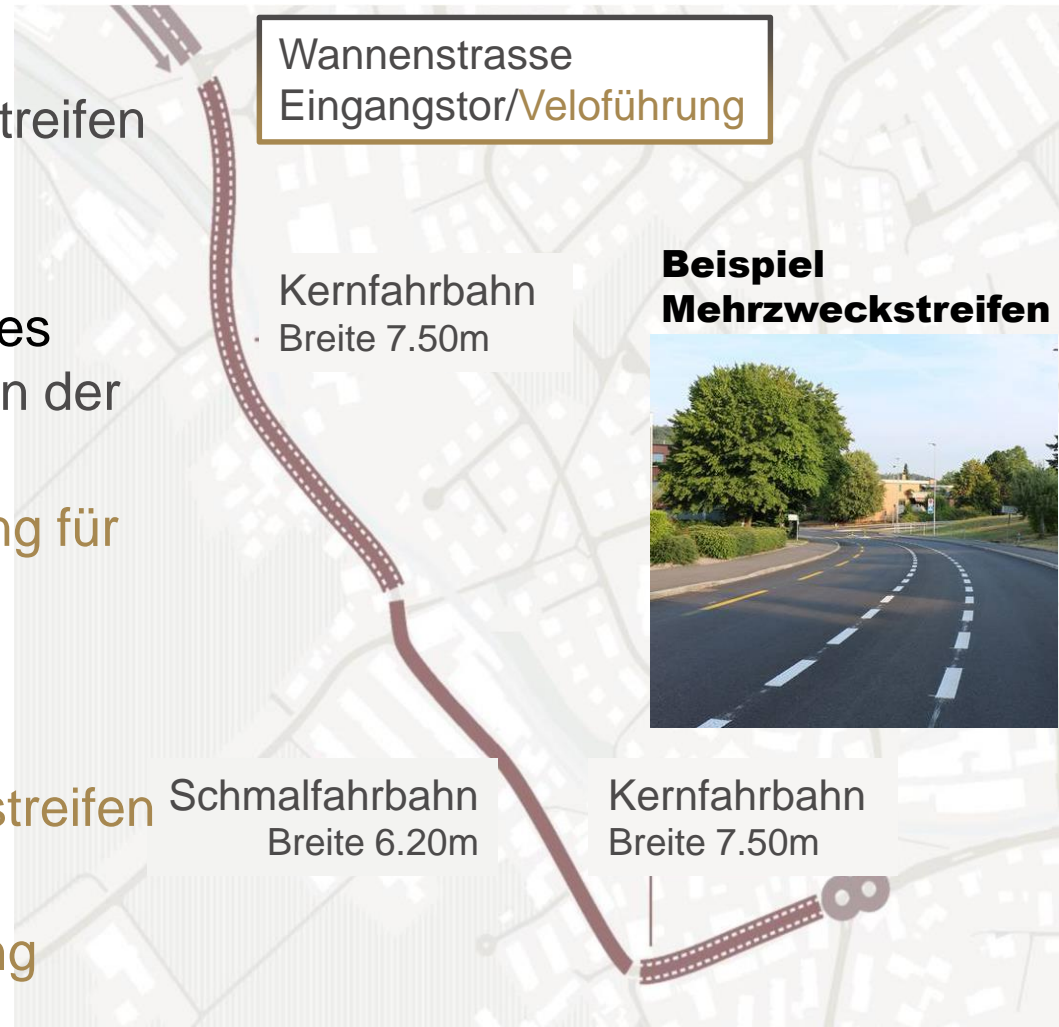 Wannenstrasse
Eingangstor/Veloführung
treifen
Kernfahrbahn
Breite 7.50m
Beispiel
Mehrzweckstreifen
es
n der
ng für
streifen
Schmalfahrbahn
Breite 6.20m
Kernfahrbahn
Breite 7.50m
ng